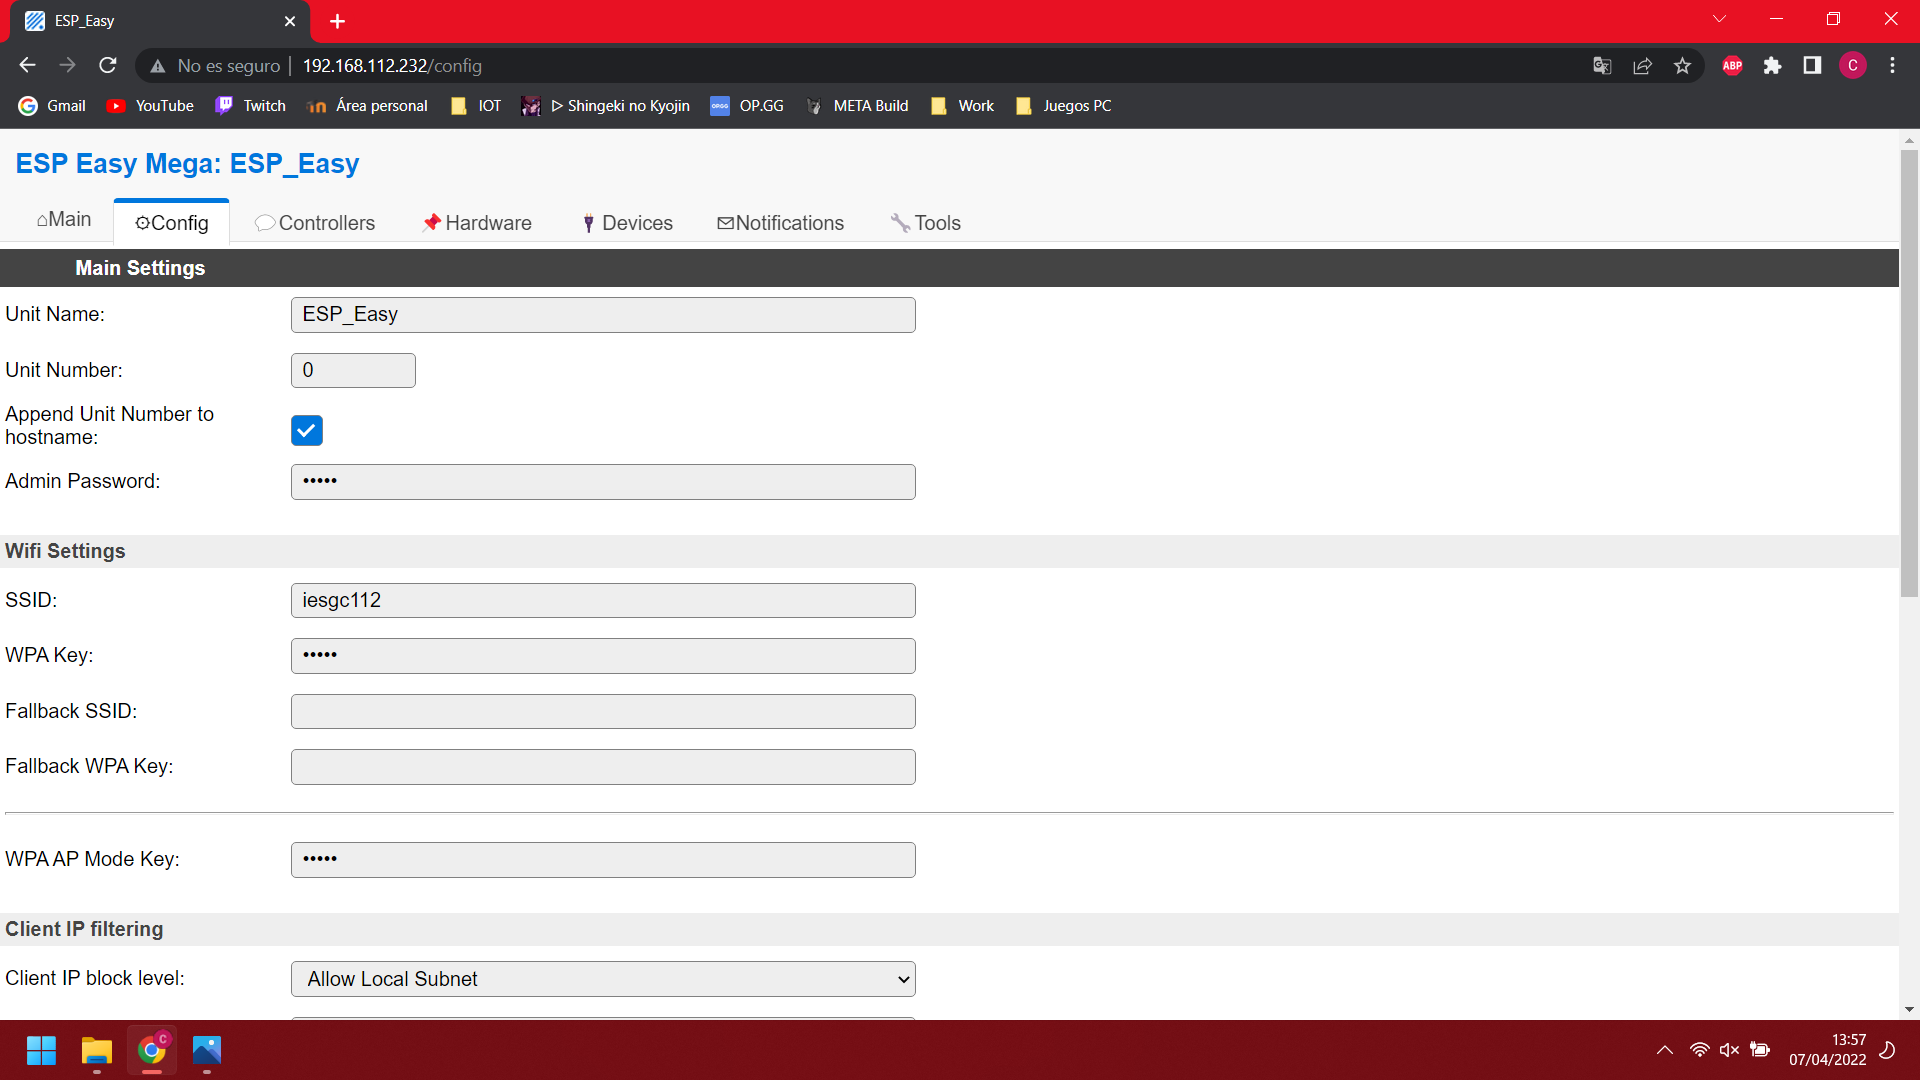 ESP_Easy
No es seguro | 192.168.112.232/config
ABP
C
Gmail YouTube Twitch Área personal IOT ▷ Shingeki no Kyojin OP.GG OP.GG META Build Work Juegos PC
ESP Easy Mega: ESP_Easy
Main Config Controllers Hardware Devices Notifications Tools
Main Settings
Unit Name: ESP_Easy
Unit Number: 0
Append Unit Number to
hostname:
Admin Password: •••••
Wifi Settings
SSID: iesgc112
WPA Key: •••••
Fallback SSID:
Fallback WPA Key:
WPA AP Mode Key: •••••
Client IP filtering
Client IP block level: Allow Local Subnet
C
13:57
07/04/2022